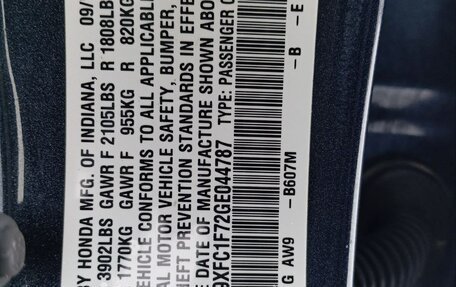 BY HONDA MFG. OF INDIANA, LLC 09/
3902LBS GAWR F 2105LBS R 1808LB
1770KG GAWR F 955KG R 820KG
VEHICLE CONFORMS TO ALL APPLICABLE
AL MOTOR VEHICLE SAFETY, BUMPER,
HEFT PREVENTION STANDARDS IN EFFE
E DATE OF MANUFACTURE SHOWN ABO
9XFC1F72GE044787 TYPE: PASSENGER C
G AW9 - B607M - B - E